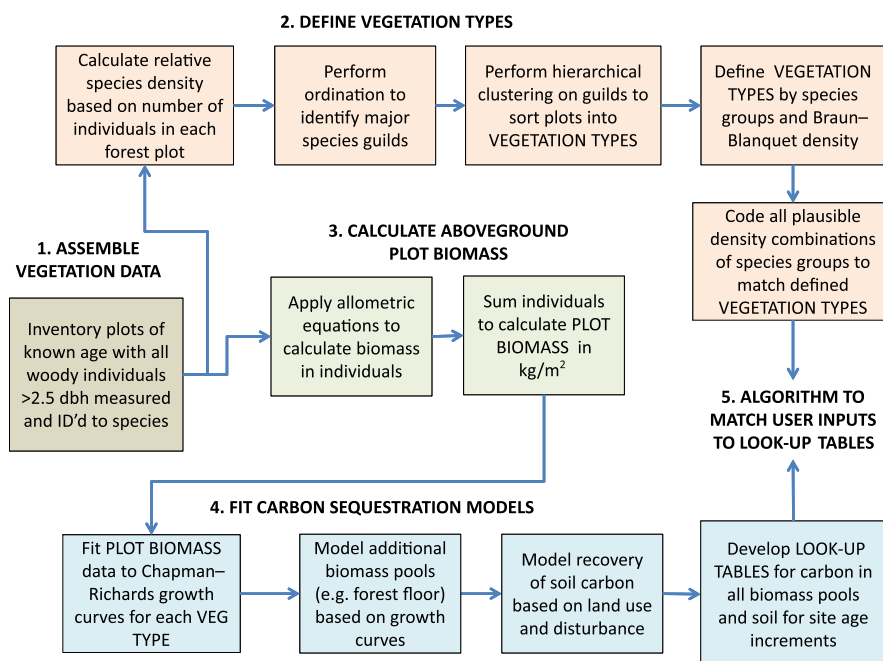 2. DEFINE VEGETATION TYPES
Calculate relative
species density
based on number of
individuals in each
forest plot
Perform
ordination to
identify major
species guilds
Perform hierarchical
clustering on guilds to
sort plots into
VEGETATION TYPES
Define VEGETATION
TYPES by species
groups and Braun–
Blanquet density
Code all plausible
density combinations
of species groups to
match defined
VEGETATION TYPES
1. ASSEMBLE
VEGETATION DATA
Inventory plots of
known age with all
woody individuals
>2.5 dbh measured
and ID’d to species
3. CALCULATE ABOVEGROUND
PLOT BIOMASS
Apply allometric
equations to
calculate biomass
in individuals
Sum individuals
to calculate PLOT
BIOMASS in
kg/m²
5. ALGORITHM TO
MATCH USER INPUTS
TO LOOK-UP TABLES
4. FIT CARBON SEQUESTRATION MODELS
Fit PLOT BIOMASS
data to Chapman–
Richards growth
curves for each VEG
TYPE
Model additional
biomass pools
(e.g. forest floor)
based on growth
curves
Model recovery
of soil carbon
based on land use
and disturbance
Develop LOOK-UP
TABLES for carbon in
all biomass pools
and soil for site age
increments